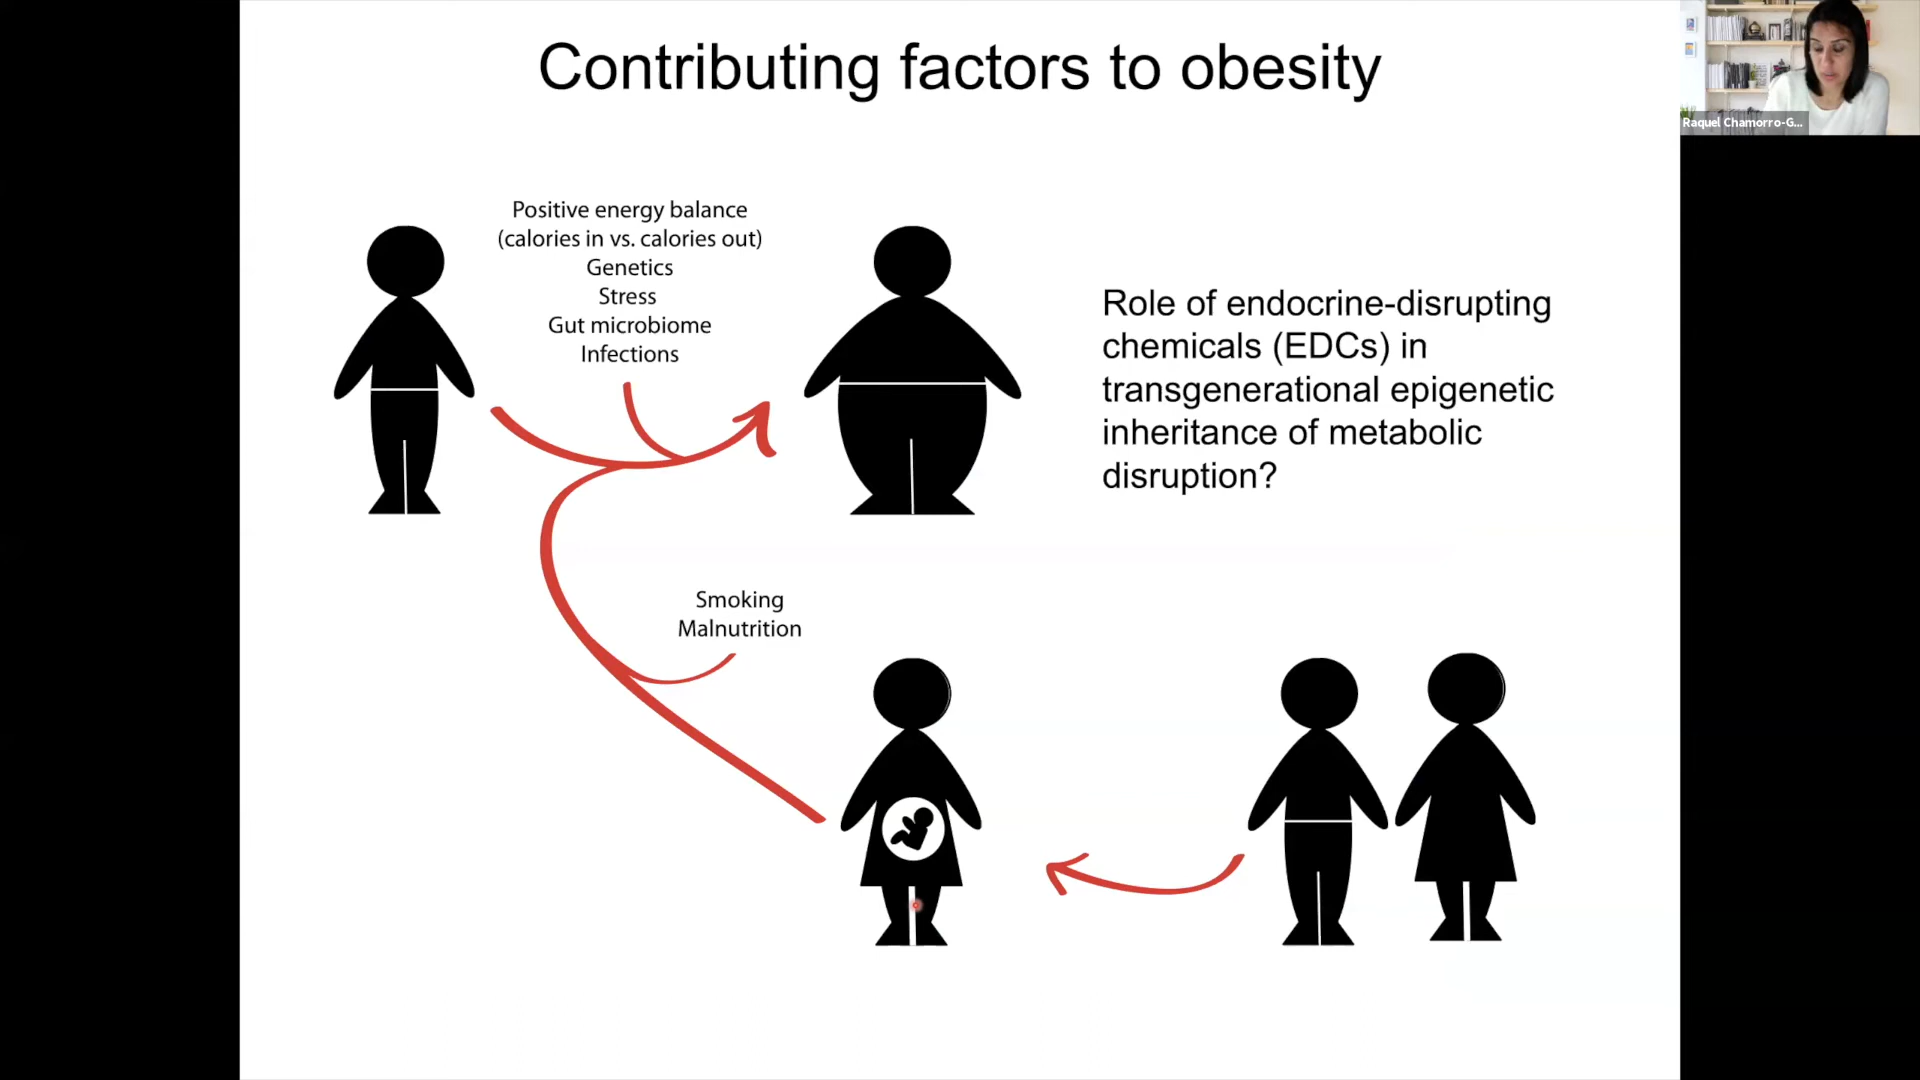 Contributing factors to obesity
Raquel Chamorro-G...
Positive energy balance
(calories in vs. calories out)
Genetics
Stress
Gut microbiome
Infections
Role of endocrine-disrupting
chemicals (EDCs) in
transgenerational epigenetic
inheritance of metabolic
disruption?
Smoking
Malnutrition